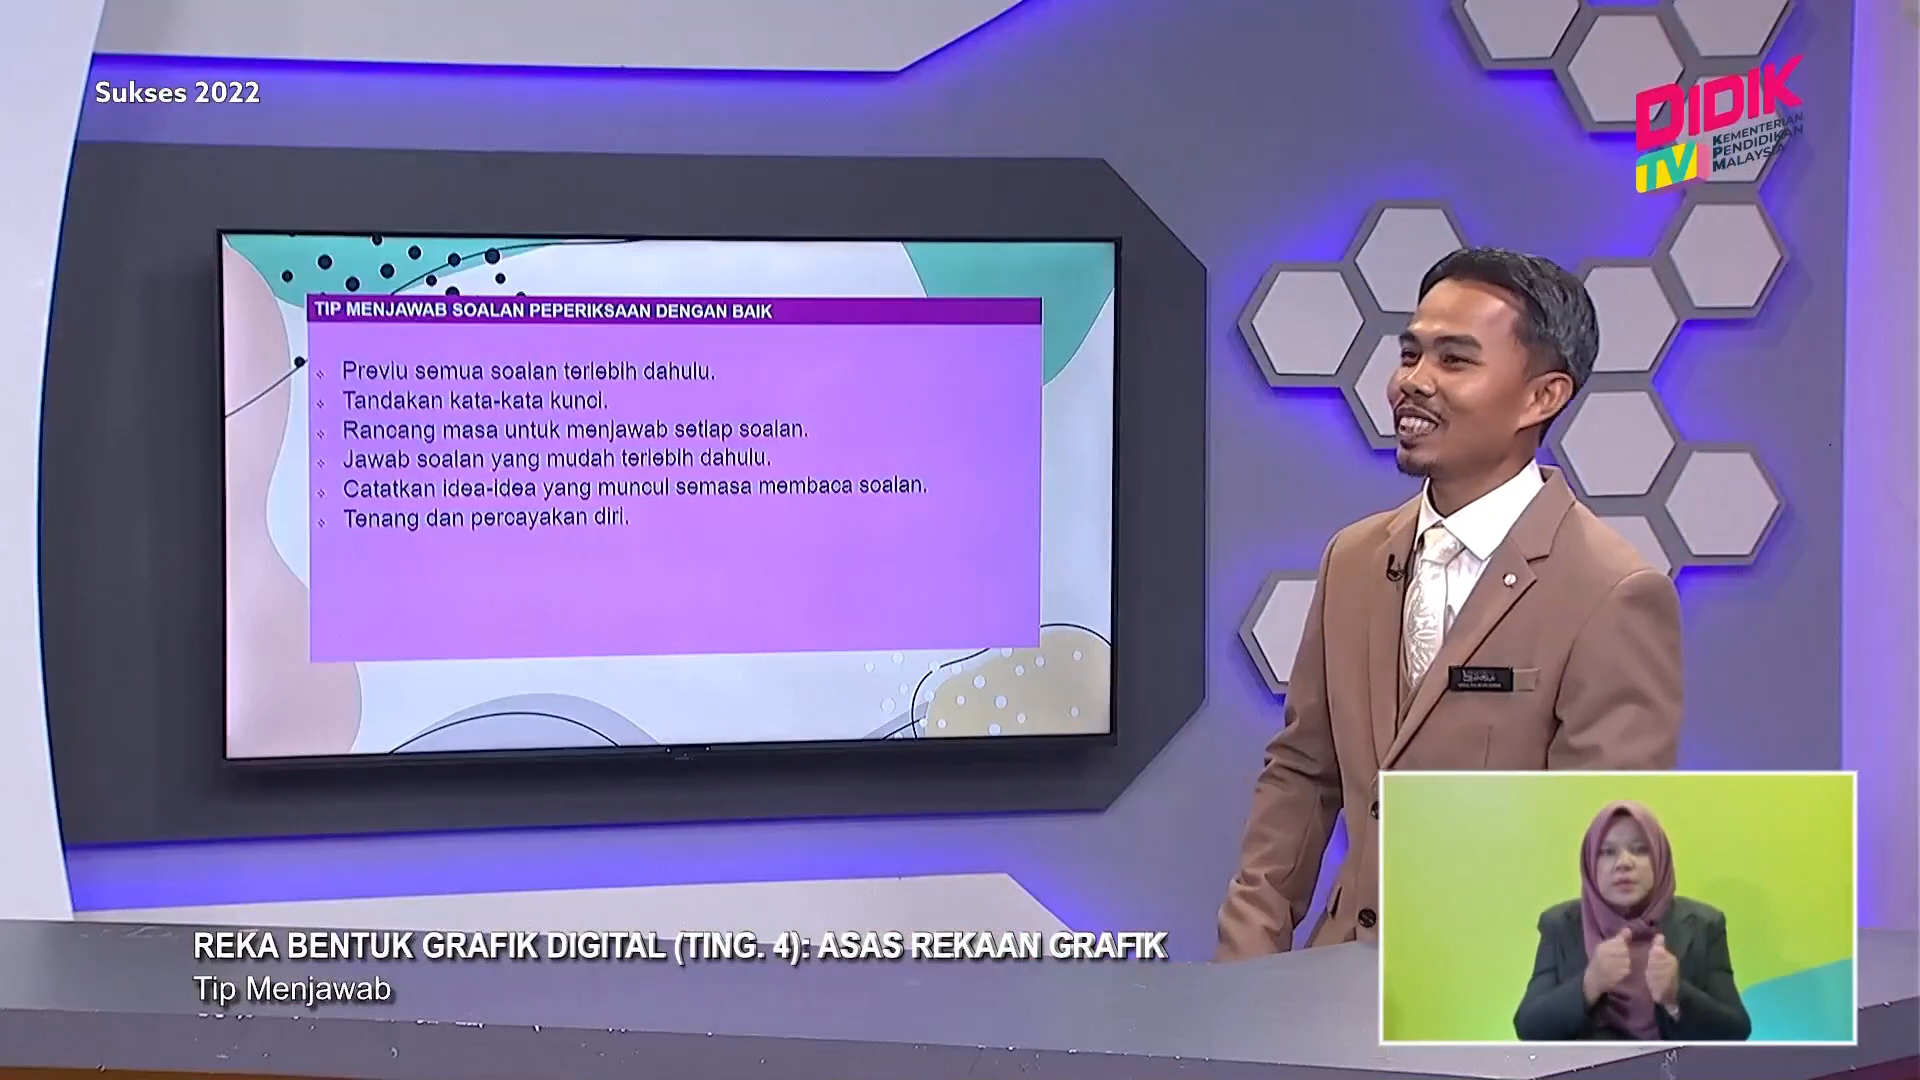 Sukses 2022
DIDIK
TV
KEMENTERIAN
PENDIDIKAN
MALAYSIA
TIP MENJAWAB SOALAN PEPERIKSAAN DENGAN BAIK
Previu semua soalan terlebih dahulu.
Tandakan kata-kata kunci.
Rancang masa untuk menjawab setiap soalan.
Jawab soalan yang mudah terlebih dahulu.
Catatkan idea-idea yang muncul semasa membaca soalan.
Tenang dan percayakan diri.
REKA BENTUK GRAFIK DIGITAL (TING. 4): ASAS REKAAN GRAFIK
Tip Menjawab